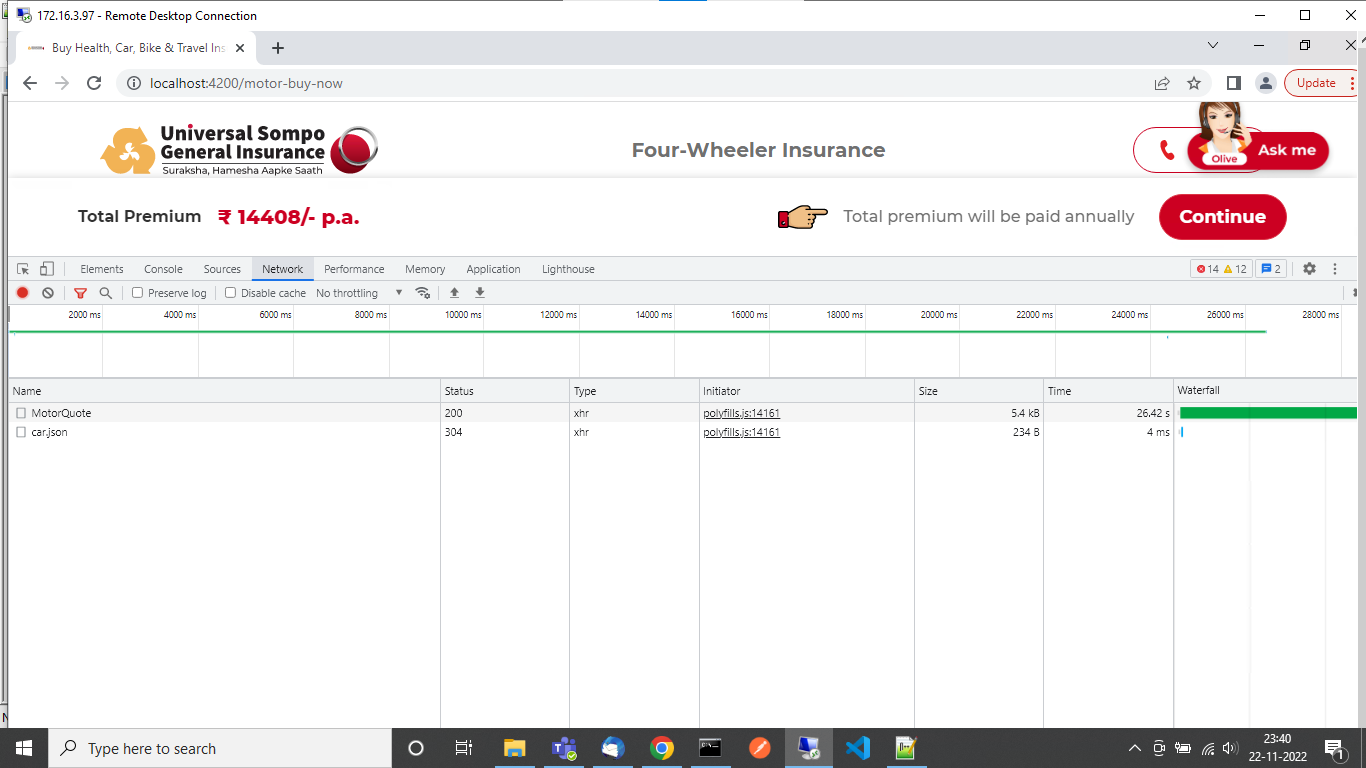 172.16.3.97 - Remote Desktop Connection
Buy Health, Car, Bike & Travel Ins
localhost:4200/motor-buy-now
Update
Universal Sompo
General Insurance
Suraksha, Hamesha Aapke Saath
Four-Wheeler Insurance
Olive
Ask me
Total Premium ₹ 14408/- p.a.
Total premium will be paid annually
Continue
Elements Console Sources Network Performance Memory Application Lighthouse
14 12 2
Preserve log Disable cache No throttling
2000 ms 4000 ms 6000 ms 8000 ms 10000 ms 12000 ms 14000 ms 16000 ms 18000 ms 20000 ms 22000 ms 24000 ms 26000 ms 28000 ms
Name Status Type Initiator Size Time Waterfall
MotorQuote 200 xhr polyfills.js:14161 5.4 kB 26.42 s
car.json 304 xhr polyfills.js:14161 234 B 4 ms
Type here to search
23:40
22-11-2022
1